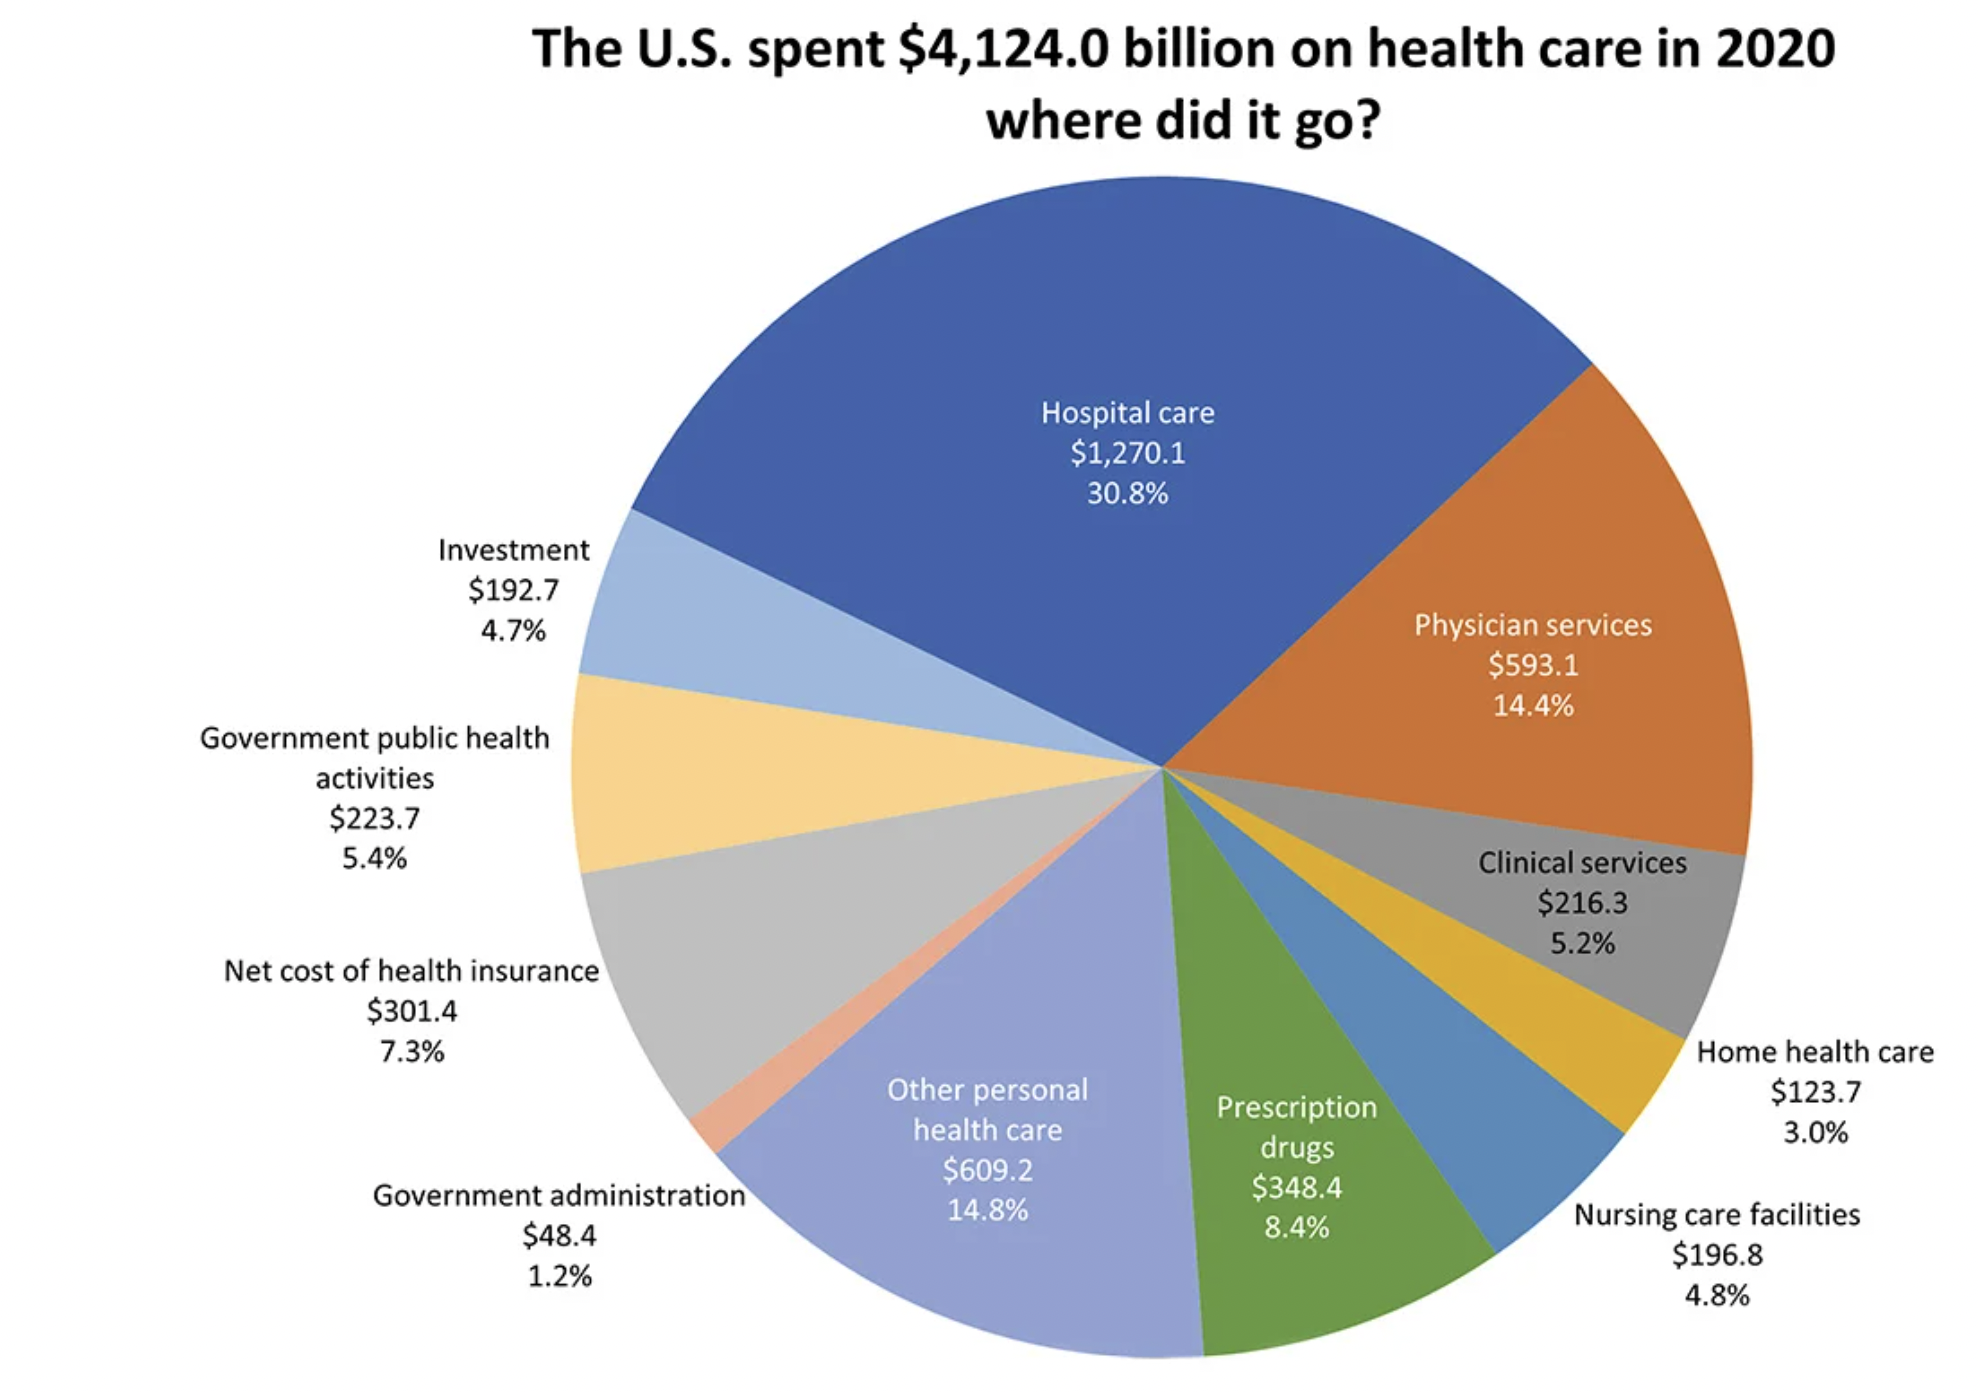 The U.S. spent $4,124.0 billion on health care in 2020
where did it go?
Hospital care
$1,270.1
30.8%
Physician services
$593.1
14.4%
Clinical services
$216.3
5.2%
Home health care
$123.7
3.0%
Nursing care facilities
$196.8
4.8%
Prescription
drugs
$348.4
8.4%
Other personal
health care
$609.2
14.8%
Government administration
$48.4
1.2%
Net cost of health insurance
$301.4
7.3%
Government public health
activities
$223.7
5.4%
Investment
$192.7
4.7%